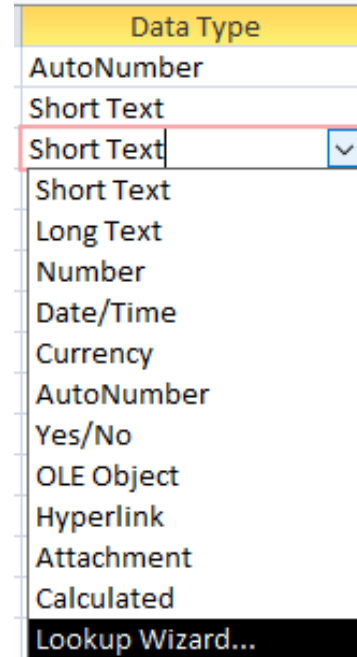 Data Type
AutoNumber
Short Text
Short Text
Short Text
Long Text
Number
Date/Time
Currency
AutoNumber
Yes/No
OLE Object
Hyperlink
Attachment
Calculated
Lookup Wizard...